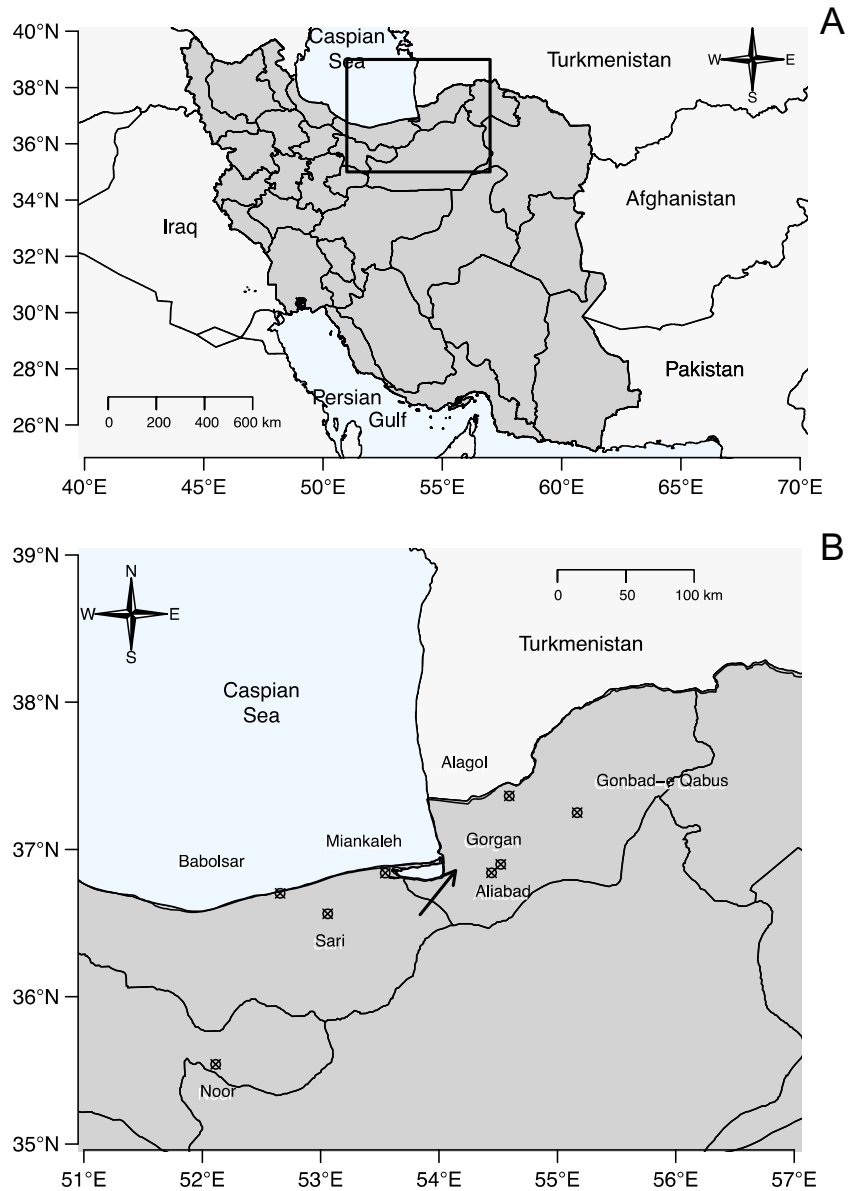 A
40°N
38°N
36°N
34°N
32°N
30°N
28°N
26°N
Caspian
Sea
Turkmenistan
W E
S
Afghanistan
Iraq
Pakistan
Persian
Gulf
0 200 400 600 km
40°E 45°E 50°E 55°E 60°E 65°E 70°E
B
39°N
38°N
37°N
36°N
35°N
N
W E
S
0 50 100 km
Turkmenistan
Caspian
Sea
Alagol
Gonbad–e Qabus
Gorgan
Miankaleh
Babolsar
Aliabad
Sari
Noor
51°E 52°E 53°E 54°E 55°E 56°E 57°E